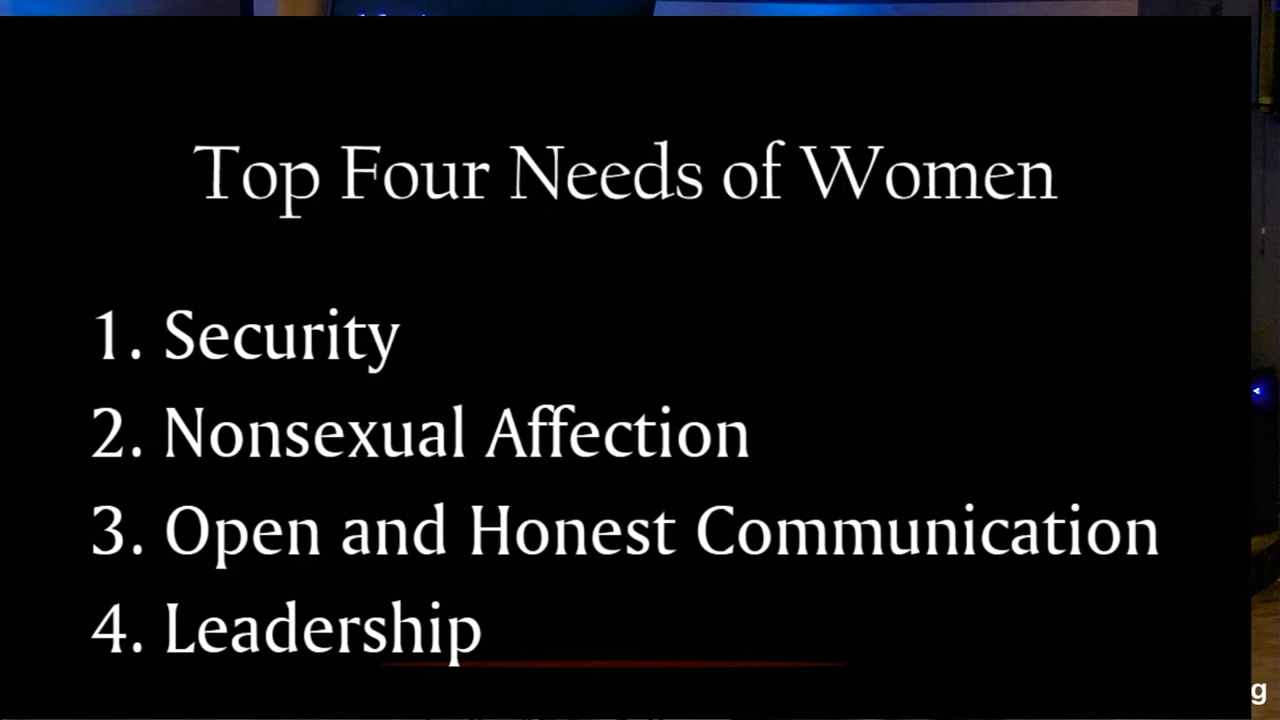 Top Four Needs of Women
1. Security
2. Nonsexual Affection
3. Open and Honest Communication
4. Leadership
g